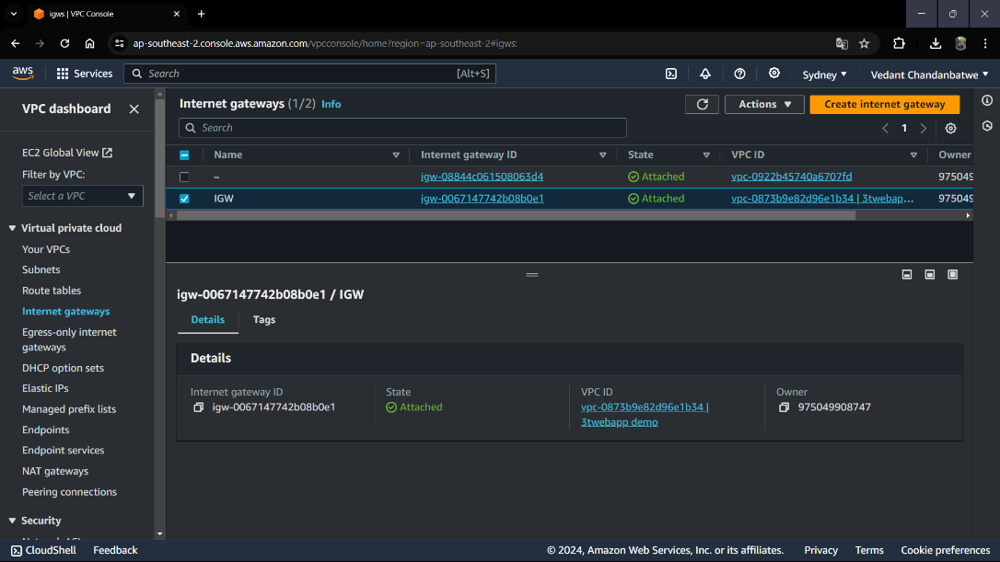 igws | VPC Console
ap-southeast-2.console.aws.amazon.com/vpcconsole/home?region=ap-southeast-2#igws:
aws Services Search [Alt+S] Sydney Vedant Chandanbatwe
VPC dashboard
EC2 Global View
Filter by VPC:
Select a VPC
Virtual private cloud
Your VPCs
Subnets
Route tables
Internet gateways
Egress-only internet
gateways
DHCP option sets
Elastic IPs
Managed prefix lists
Endpoints
Endpoint services
NAT gateways
Peering connections
Security
Internet gateways (1/2) Info
Actions Create internet gateway
Search
1
Name Internet gateway ID State VPC ID Owner
– igw-08844c061508063d4 Attached vpc-0922b45740a6707fd 975049
IGW igw-0067147742b08b0e1 Attached vpc-0873b9e82d96e1b34 | 3twebap... 975049
igw-0067147742b08b0e1 / IGW
Details Tags
Details
Internet gateway ID
igw-0067147742b08b0e1
State
Attached
VPC ID
vpc-0873b9e82d96e1b34 |
3twebapp demo
Owner
975049908747
CloudShell Feedback © 2024, Amazon Web Services, Inc. or its affiliates. Privacy Terms Cookie preferences